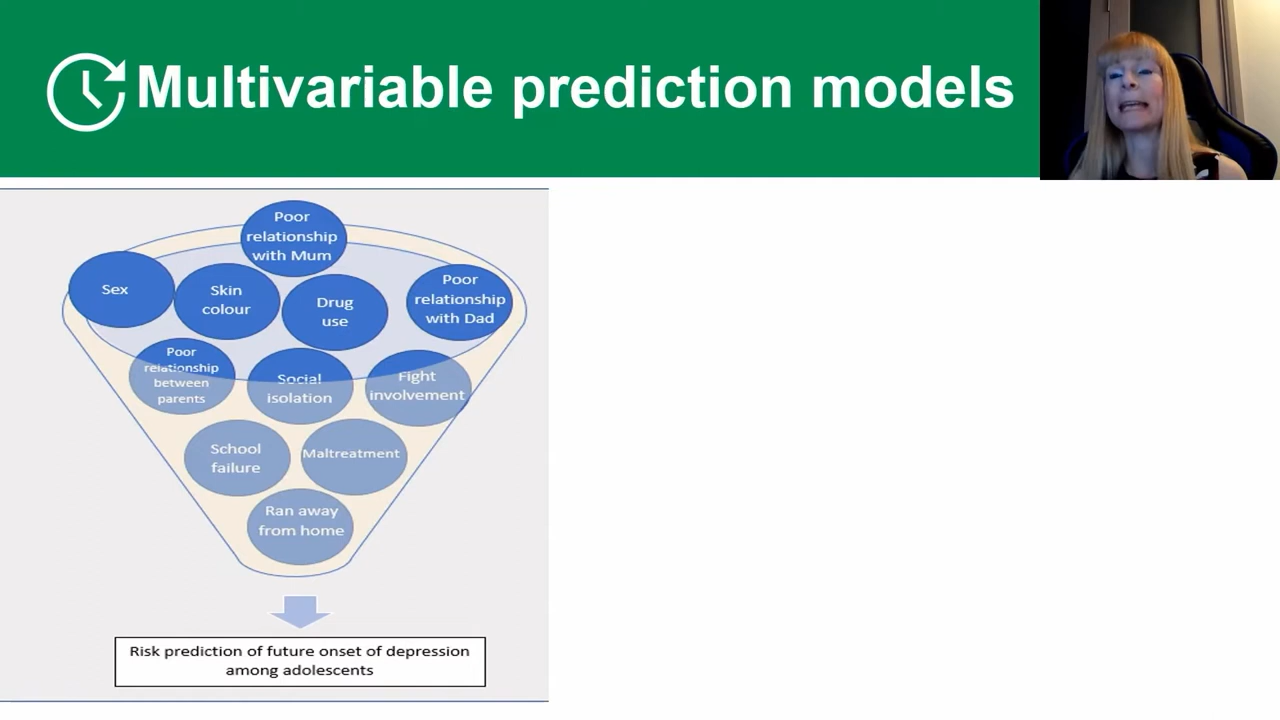 Multivariable prediction models
Poor
relationship
with Mum
Sex
Skin
colour
Drug
use
Poor
relationship
with Dad
Poor
relationship
between
parents
Social
isolation
Fight
involvement
School
failure
Maltreatment
Ran away
from home
Risk prediction of future onset of depression
among adolescents